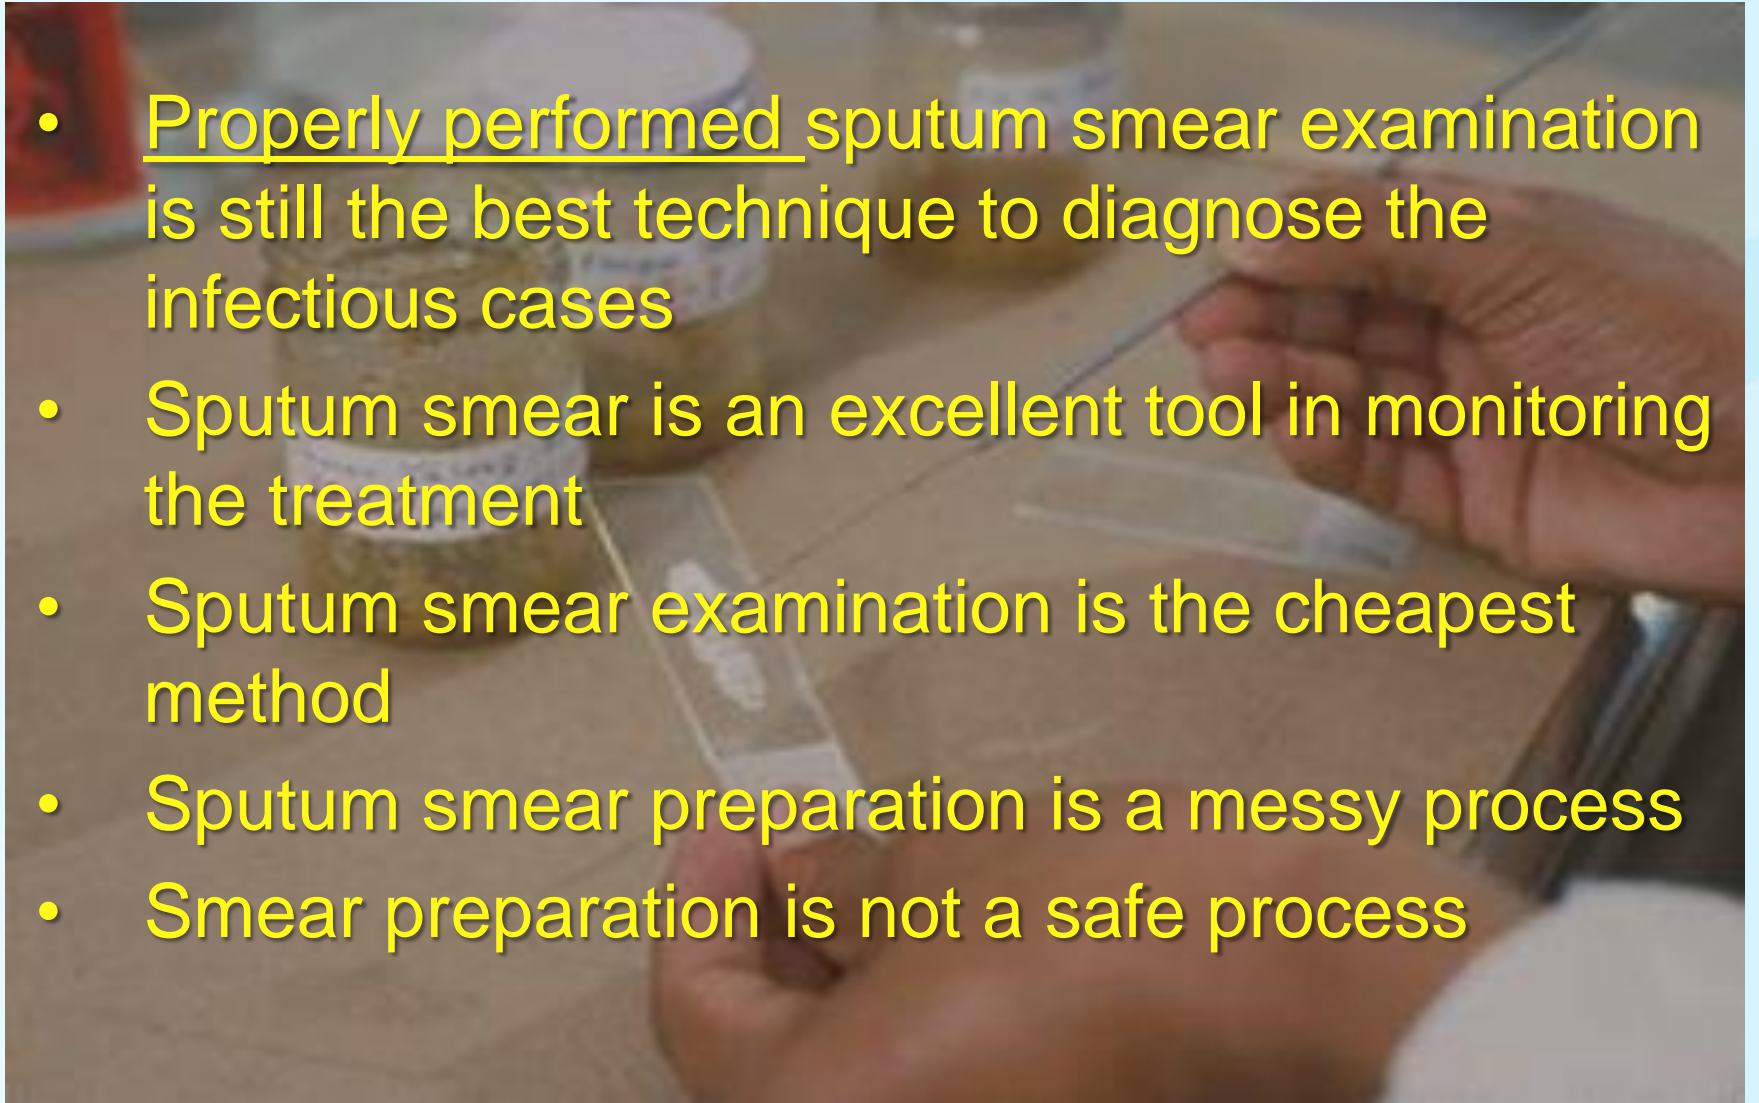 • Properly performed sputum smear examination
is still the best technique to diagnose the
infectious cases
• Sputum smear is an excellent tool in monitoring
the treatment
• Sputum smear examination is the cheapest
method
• Sputum smear preparation is a messy process
• Smear preparation is not a safe process